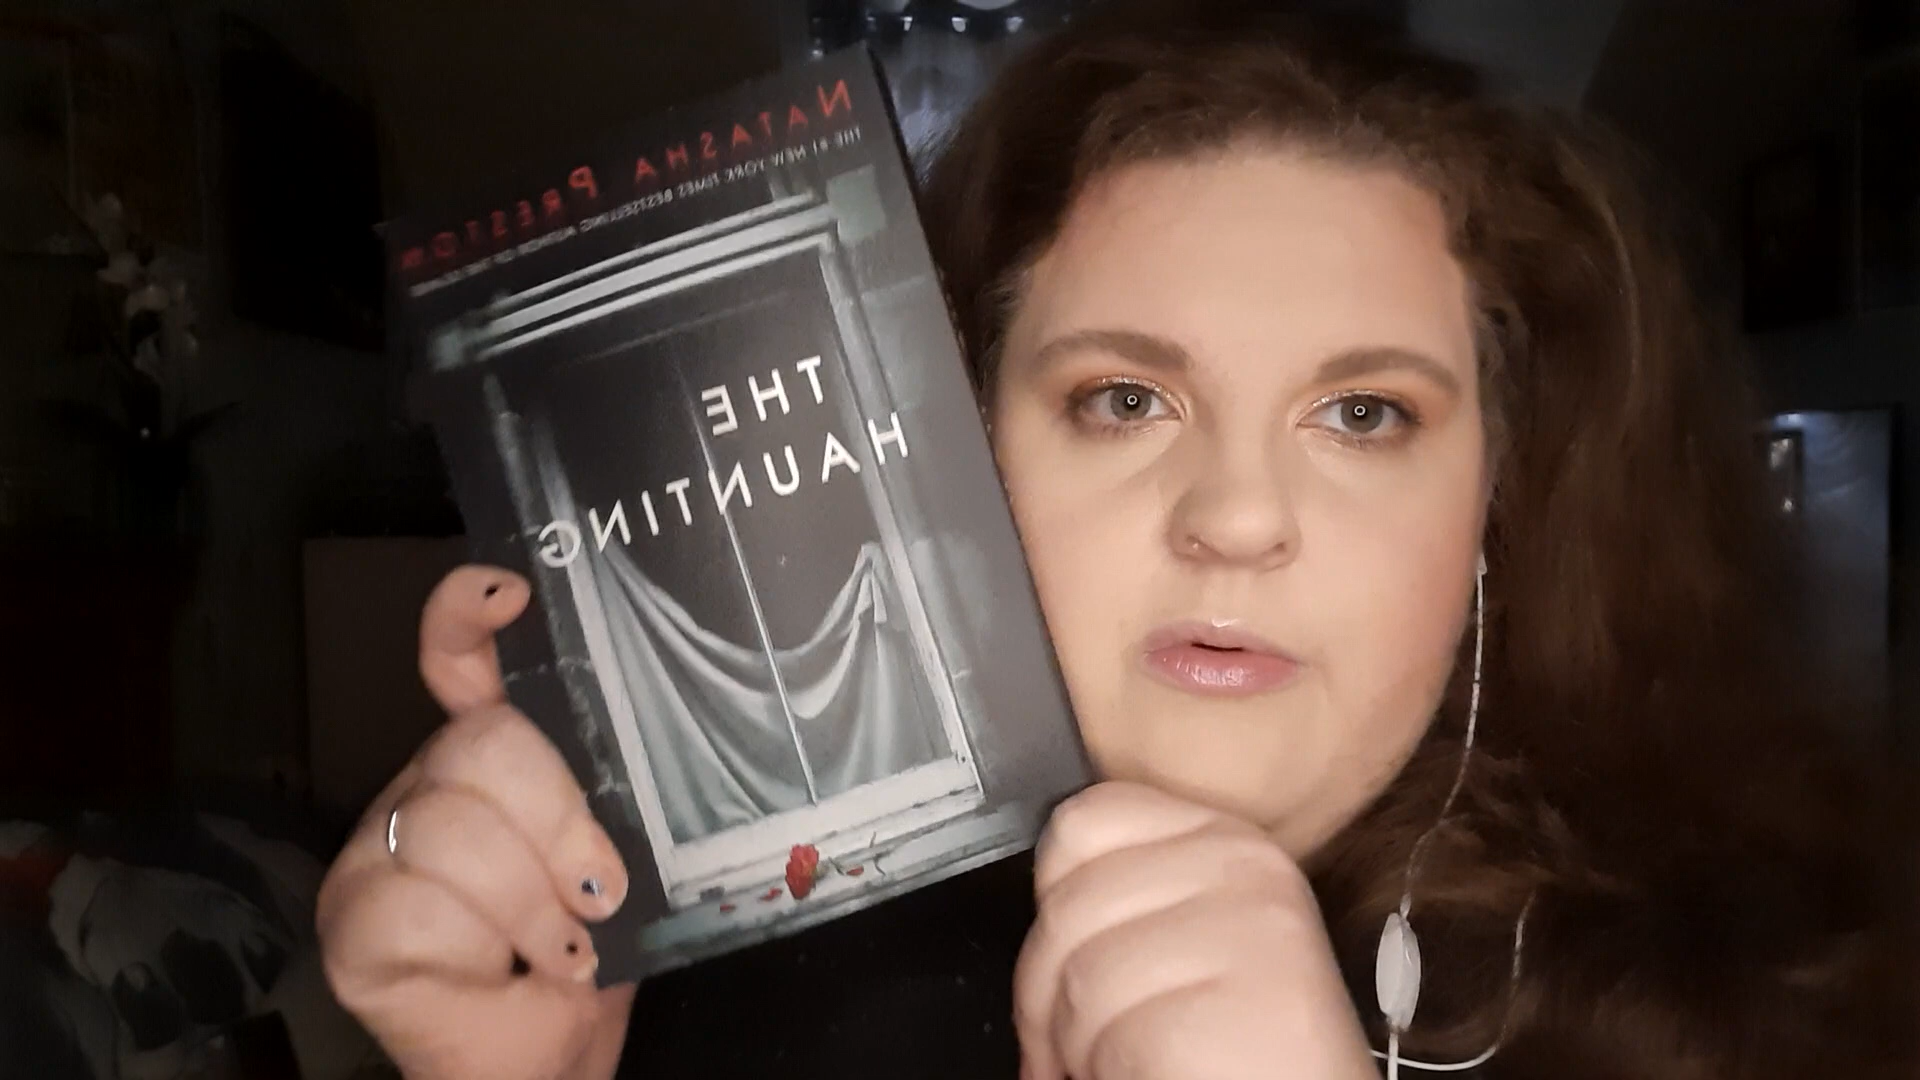 NATASHA PRESTON
THE #1 NEW YORK TIMES BESTSELLING AUTHOR OF THE
THE
HAUNTING